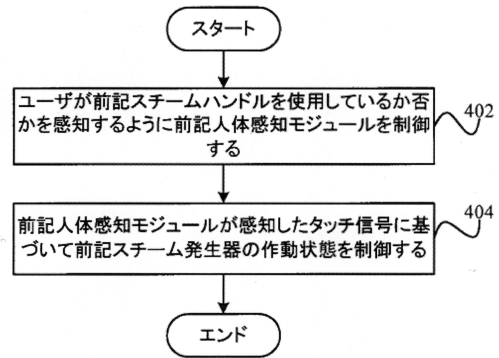 スタート
ユーザが前記スチームハンドルを使用しているか否
かを感知するように前記人体感知モジュールを制御
する
402
前記人体感知モジュールが感知したタッチ信号に基
づいて前記スチーム発生器の作動状態を制御する
404
エンド